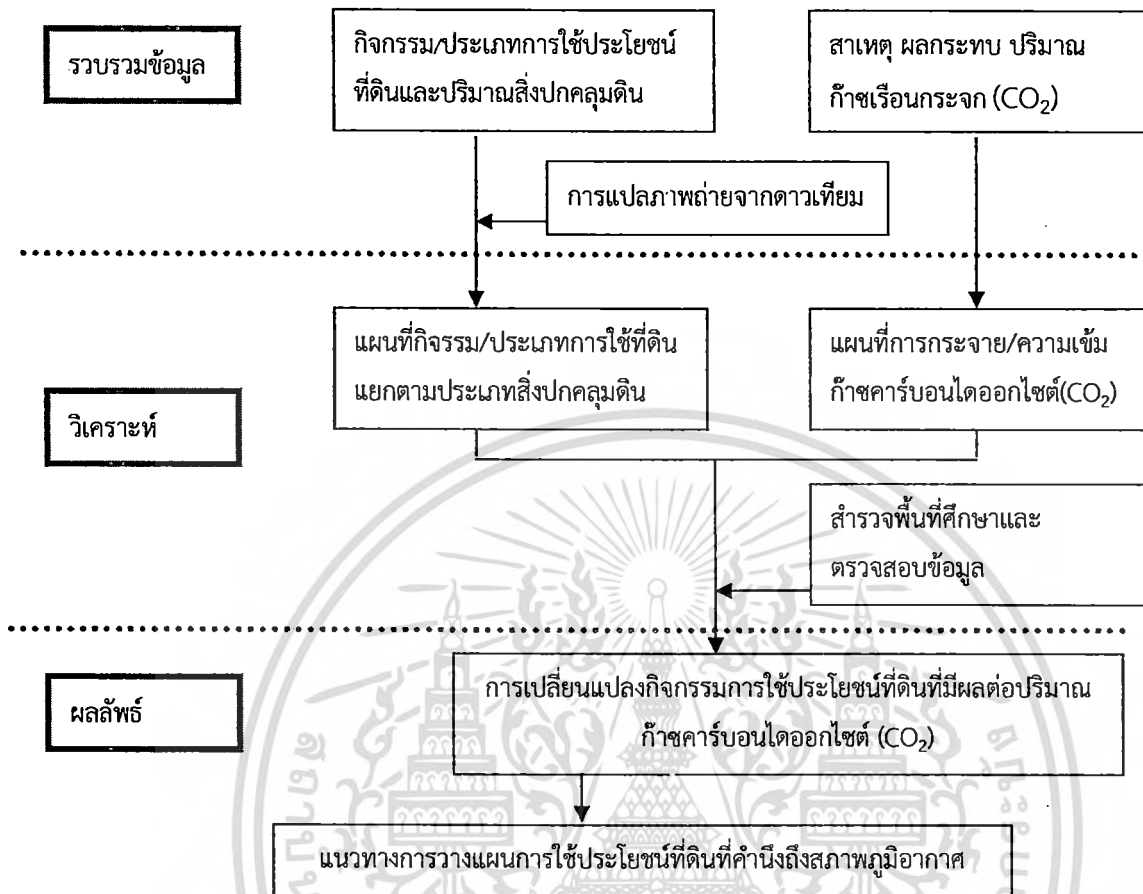 รวบรวมข้อมูล
กิจกรรม/ประเภทการใช้ประโยชน์
ที่ดินและปริมาณสิ่งปกคลุมดิน
สาเหตุ ผลกระทบ ปริมาณ
ก๊าซเรือนกระจก (CO₂)
การแปลภาพถ่ายจากดาวเทียม
วิเคราะห์
แผนที่กิจกรรม/ประเภทการใช้ที่ดิน
แยกตามประเภทสิ่งปกคลุมดิน
แผนที่การกระจาย/ความเข้ม
ก๊าซคาร์บอนไดออกไซต์(CO₂)
สำรวจพื้นที่ศึกษาและ
ตรวจสอบข้อมูล
ผลลัพธ์
การเปลี่ยนแปลงกิจกรรมการใช้ประโยชน์ที่ดินที่มีผลต่อปริมาณ
ก๊าซคาร์บอนไดออกไซต์ (CO₂)
แนวทางการวางแผนการใช้ประโยชน์ที่ดินที่คำนึงถึงสภาพภูมิอากาศ